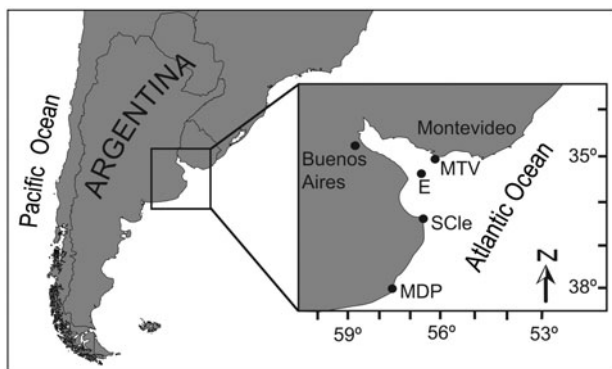 Pacific Ocean
ARGENTINA
Montevideo
Buenos
Aires
MTV
E
SCle
MDP
Atlantic Ocean
N
35º
38º
59º
56º
53º